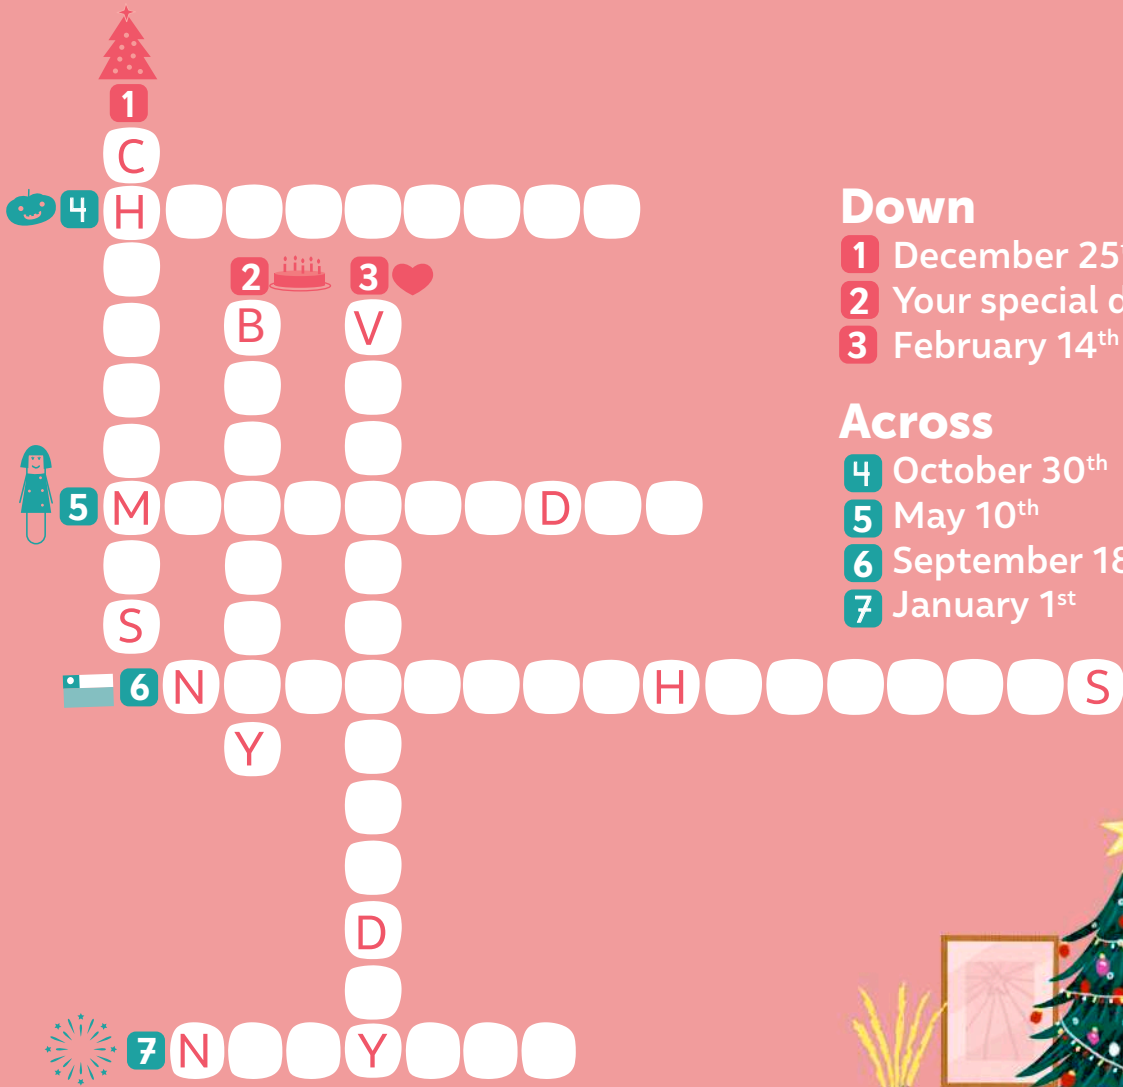 1
C
4 H
2 3
B V
5 M D
S
6 N H S
Y
D
7 N Y
Down
1 December 25
2 Your special
3 February 14th
Across
4 October 30th
5 May 10th
6 September 18
7 January 1st